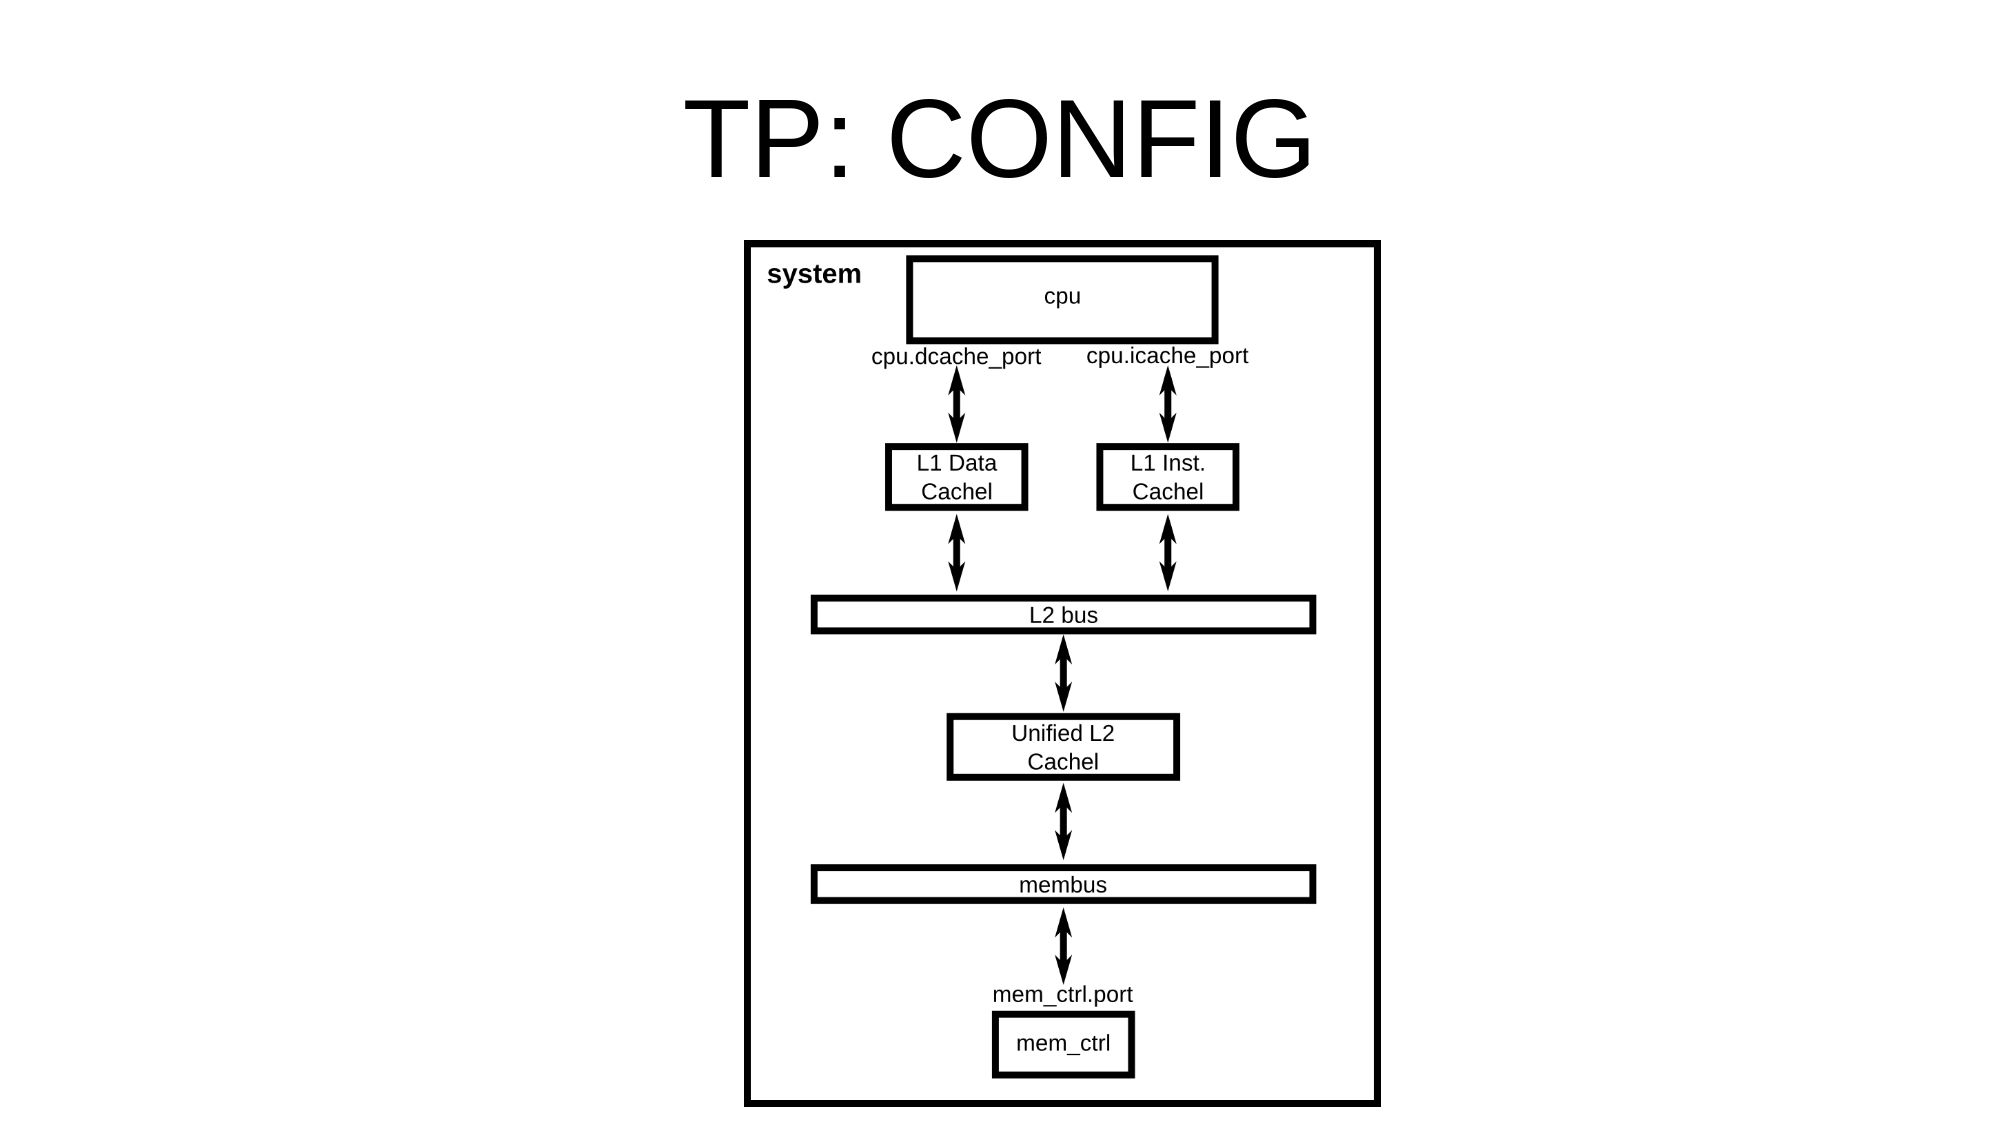 TP: CONFIG
system
cpu
cpu.dcache_port
cpu.icache_port
L1 Data
Cachel
L1 Inst.
Cachel
L2 bus
Unified L2
Cachel
membus
mem_ctrl.port
mem_ctrl